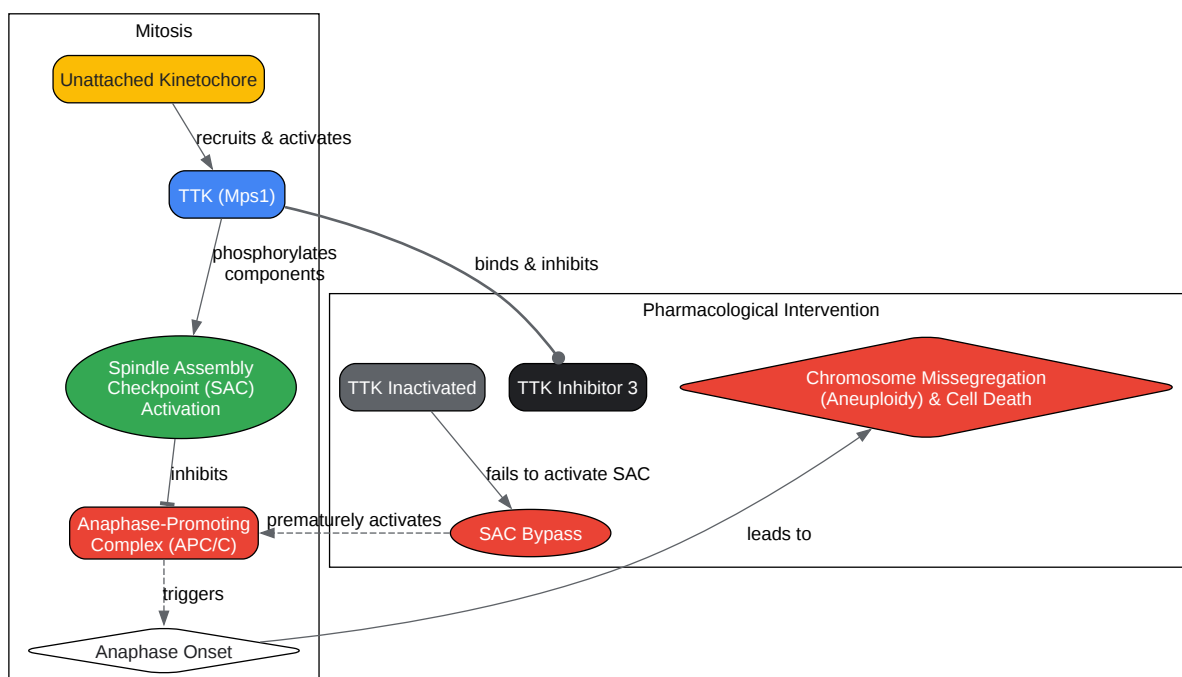 Mitosis
Unattached Kinetochore
recruits & activates
TTK (Mps1)
phosphorylates
components
binds & inhibits
Pharmacological Intervention
Spindle Assembly
Checkpoint (SAC)
Activation
TTK Inactivated
TTK Inhibitor 3
Chromosome Missegregation
(Aneuploidy) & Cell Death
inhibits
fails to activate SAC
Anaphase-Promoting
Complex (APC/C)
prematurely activates
SAC Bypass
leads to
triggers
Anaphase Onset